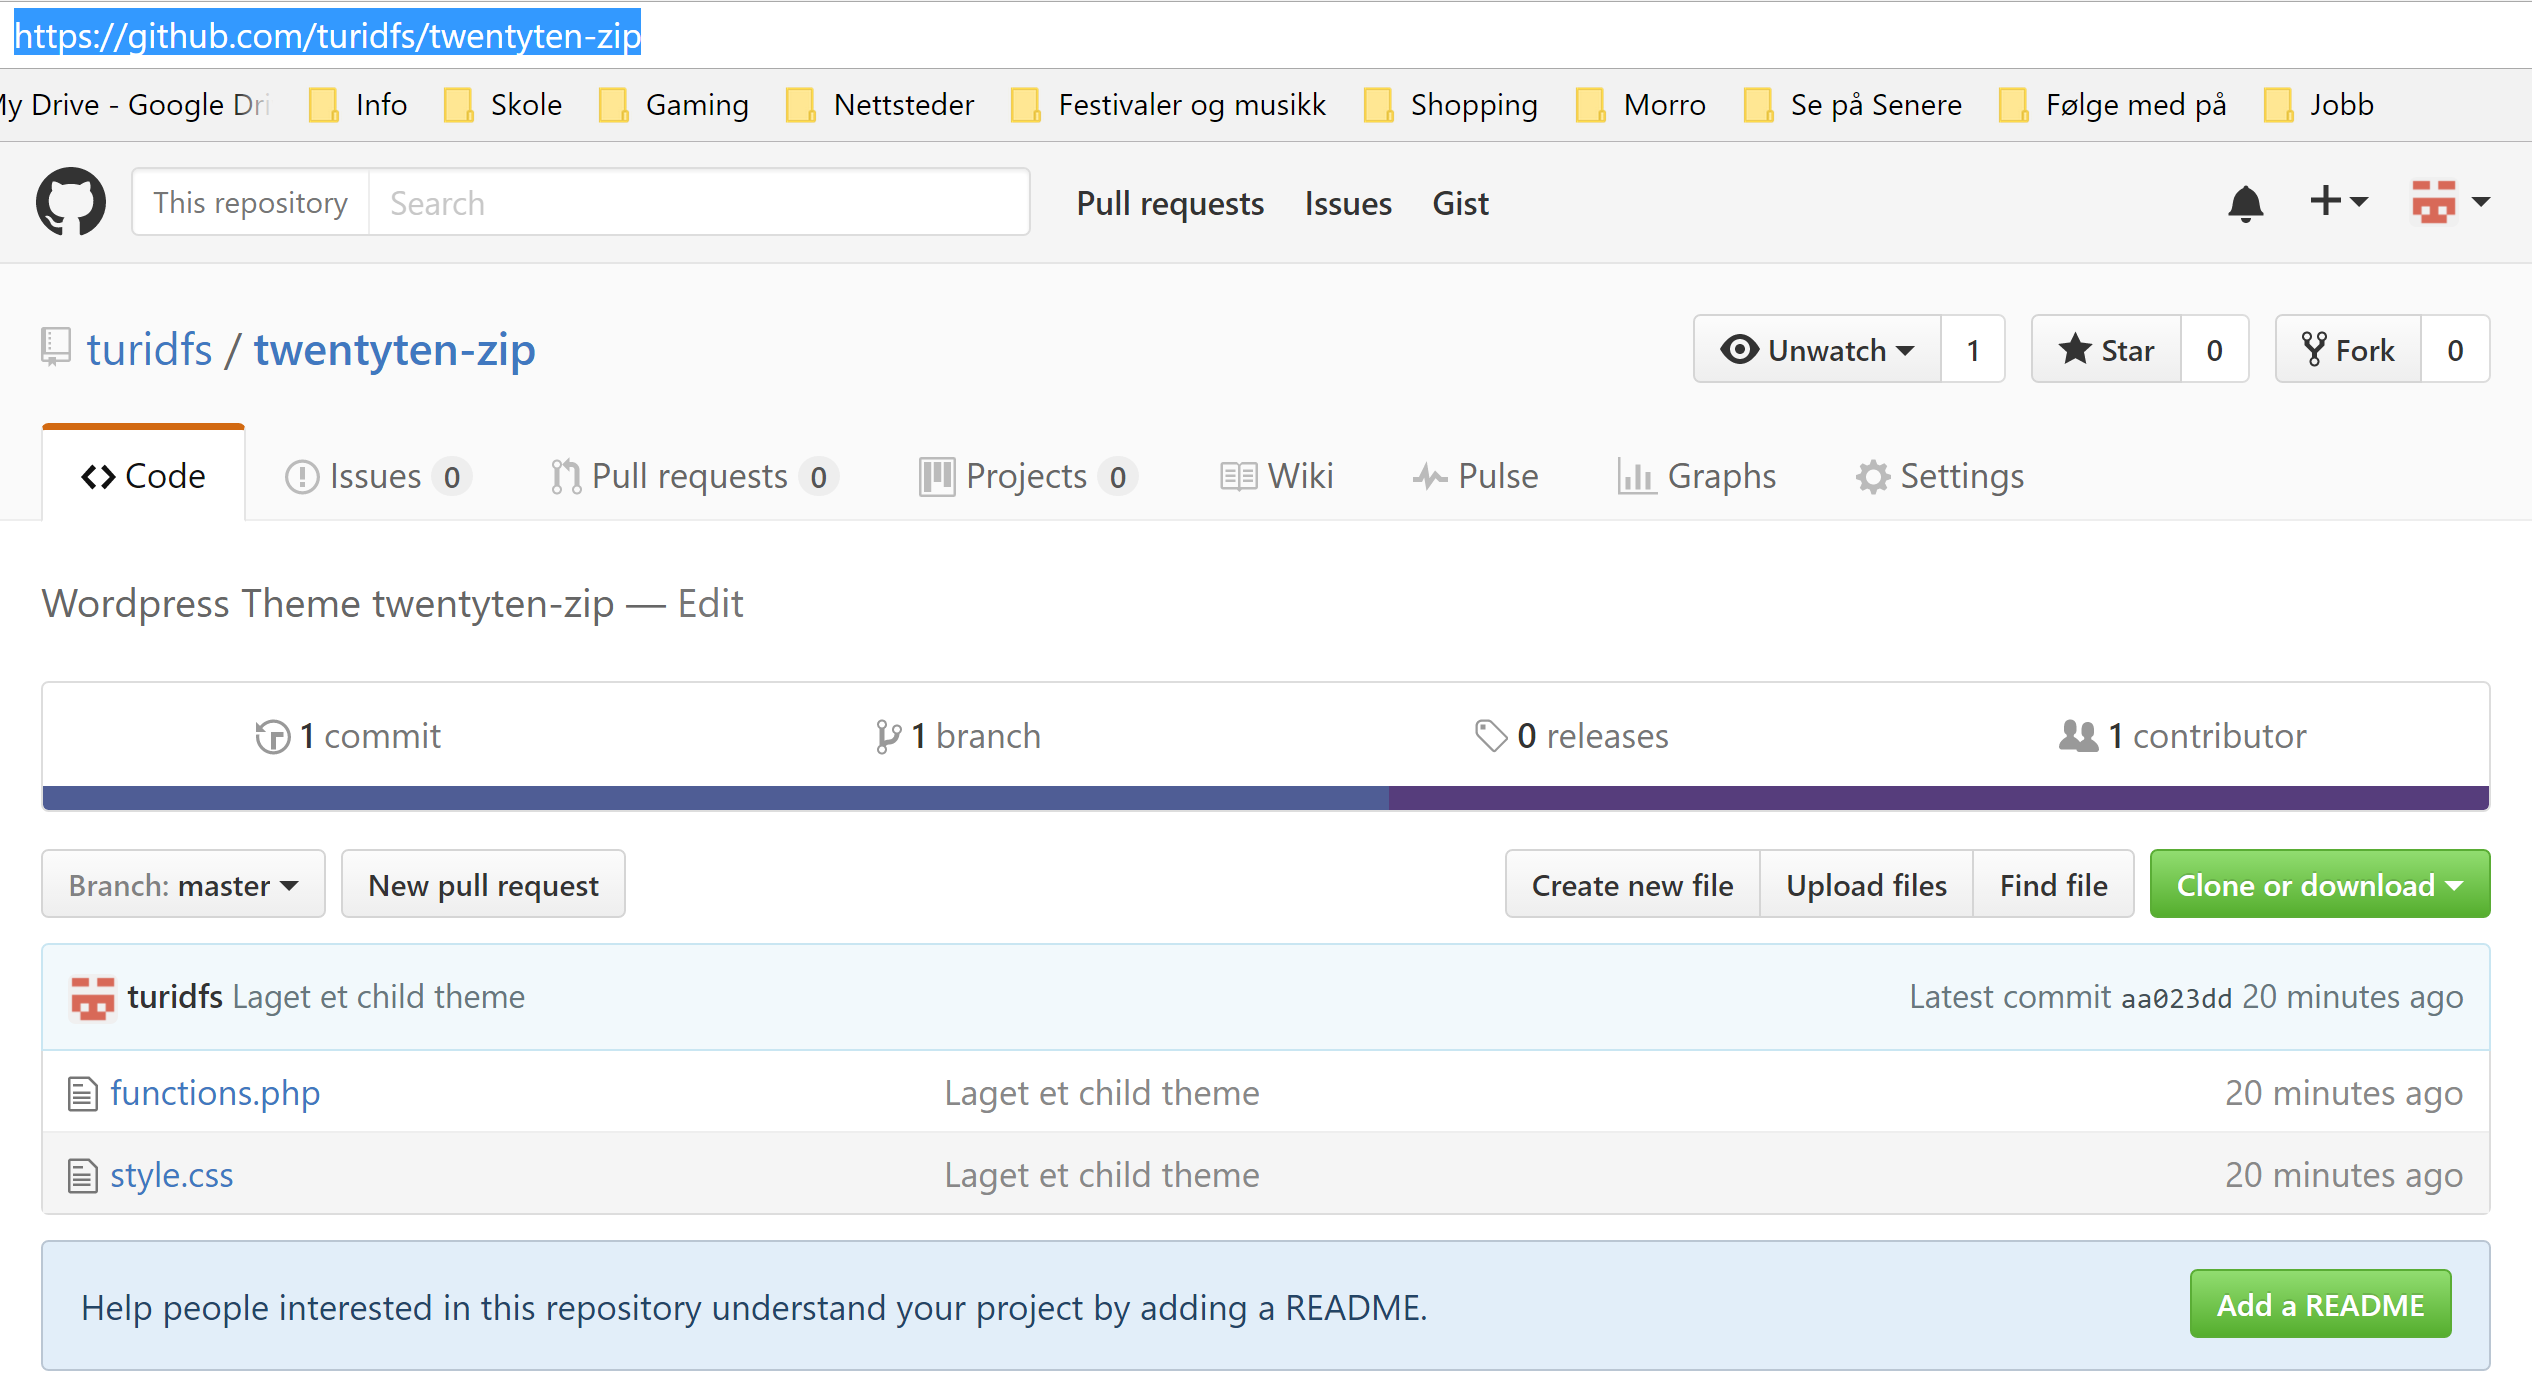 https://github.com/turidfs/twentyten-zip
My Drive - Google Dri Info Skole Gaming Nettsteder Festivaler og musikk Shopping Morro Se på Senere Følge med på Jobb
This repository Search Pull requests Issues Gist
turidfs / twentyten-zip Unwatch 1 Star 0 Fork 0
Code Issues 0 Pull requests 0 Projects 0 Wiki Pulse Graphs Settings
Wordpress Theme twentyten-zip — Edit
1 commit 1 branch 0 releases 1 contributor
Branch: master New pull request Create new file Upload files Find file Clone or download
turidfs Laget et child theme Latest commit aa023dd 20 minutes ago
functions.php Laget et child theme 20 minutes ago
style.css Laget et child theme 20 minutes ago
Help people interested in this repository understand your project by adding a README. Add a README